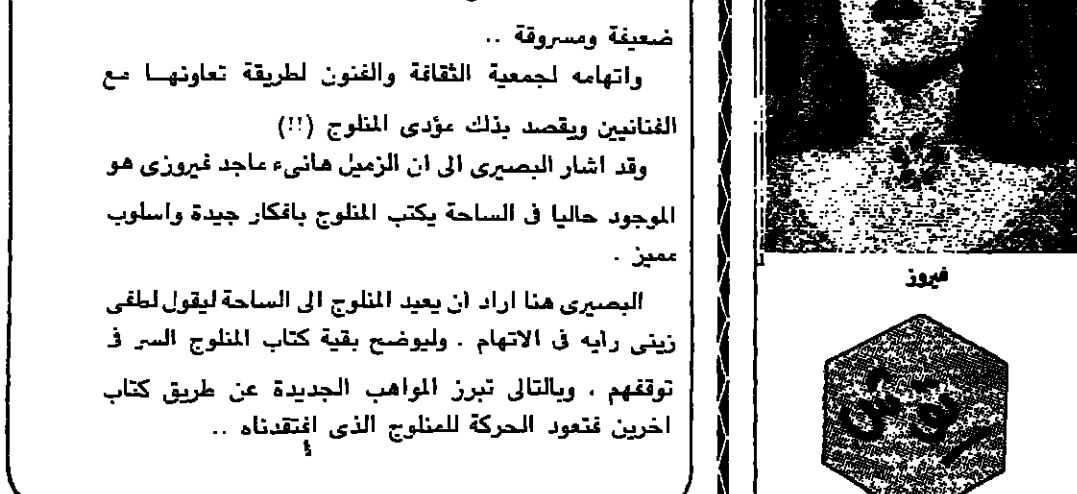 ضعيفة ومسروقة ..
واتهامه لجمعية الثقافة والفنون لطريقة تعاونهـا مع
الفنانيين ويقصد بذلك مؤدى المنلوج (!!)
وقد اشار البصيرى الى ان الزميل هانىء ماجد فيروزى هو
الموجود حاليا فى الساحة يكتب المنلوج بافكار جيدة واسلوب
مميز .
البصيرى هنا اراد ان يعيد المنلوج الى الساحة ليقول لطفى
زينى رايه فى الاتهام . وليوضح بقية كتاب المنلوج السر فى
توقفهم ، وبالتالى تبرز المواهب الجديدة عن طريق كتاب
اخرين فتعود الحركة للمنلوج الذى افتقدناه ..
فيروز